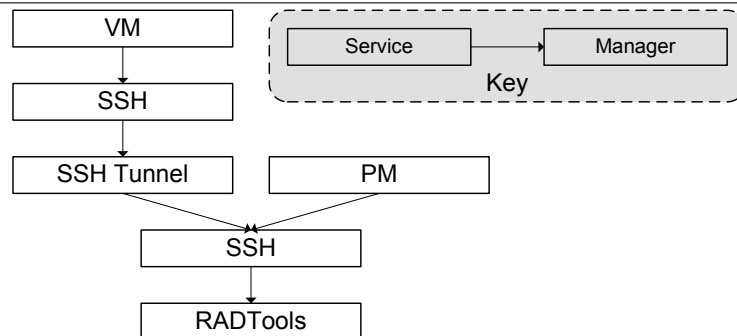 VM
Service
Manager
Key
SSH
SSH Tunnel
PM
SSH
RADTools